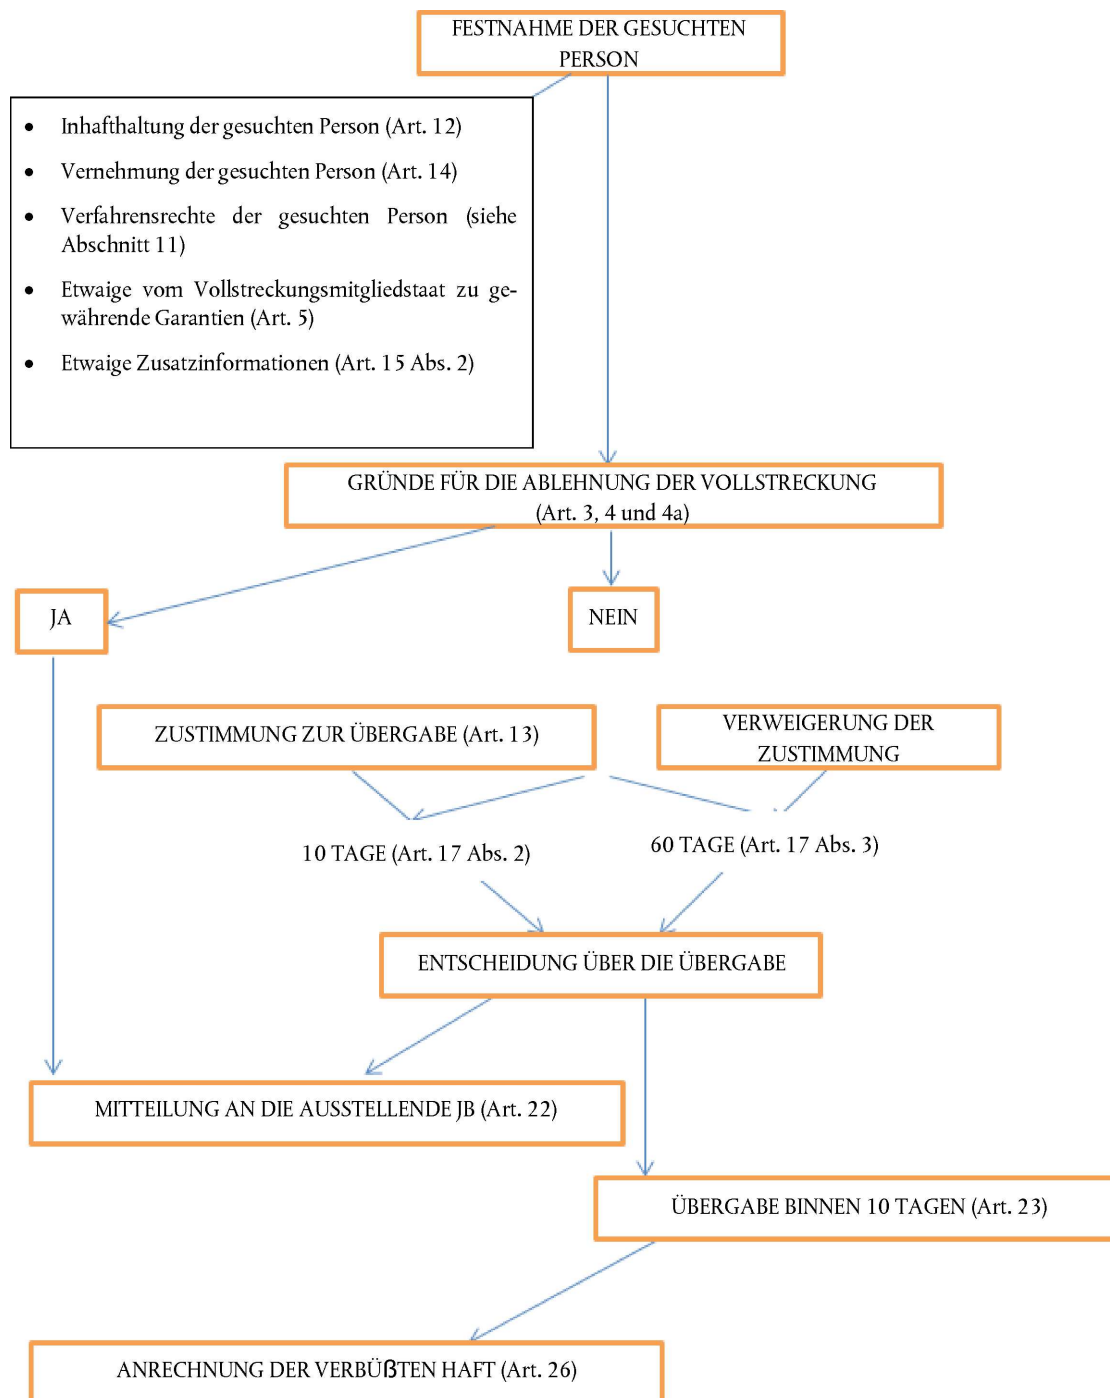 FESTNAHME DER GESUCHTEN
PERSON
• Inhafthaltung der gesuchten Person (Art. 12)
• Vernehmung der gesuchten Person (Art. 14)
• Verfahrensrechte der gesuchten Person (siehe
Abschnitt 11)
• Etwaige vom Vollstreckungsmitgliedstaat zu ge-
währende Garantien (Art. 5)
• Etwaige Zusatzinformationen (Art. 15 Abs. 2)
GRÜNDE FÜR DIE ABLEHNUNG DER VOLLSTRECKUNG
(Art. 3, 4 und 4a)
JA
NEIN
ZUSTIMMUNG ZUR ÜBERGABE (Art. 13)
VERWEIGERUNG DER
ZUSTIMMUNG
10 TAGE (Art. 17 Abs. 2)
60 TAGE (Art. 17 Abs. 3)
ENTSCHEIDUNG ÜBER DIE ÜBERGABE
MITTEILUNG AN DIE AUSSTELLENDE JB (Art. 22)
ÜBERGABE BINNEN 10 TAGEN (Art. 23)
ANRECHNUNG DER VERBÜßTEN HAFT (Art. 26)